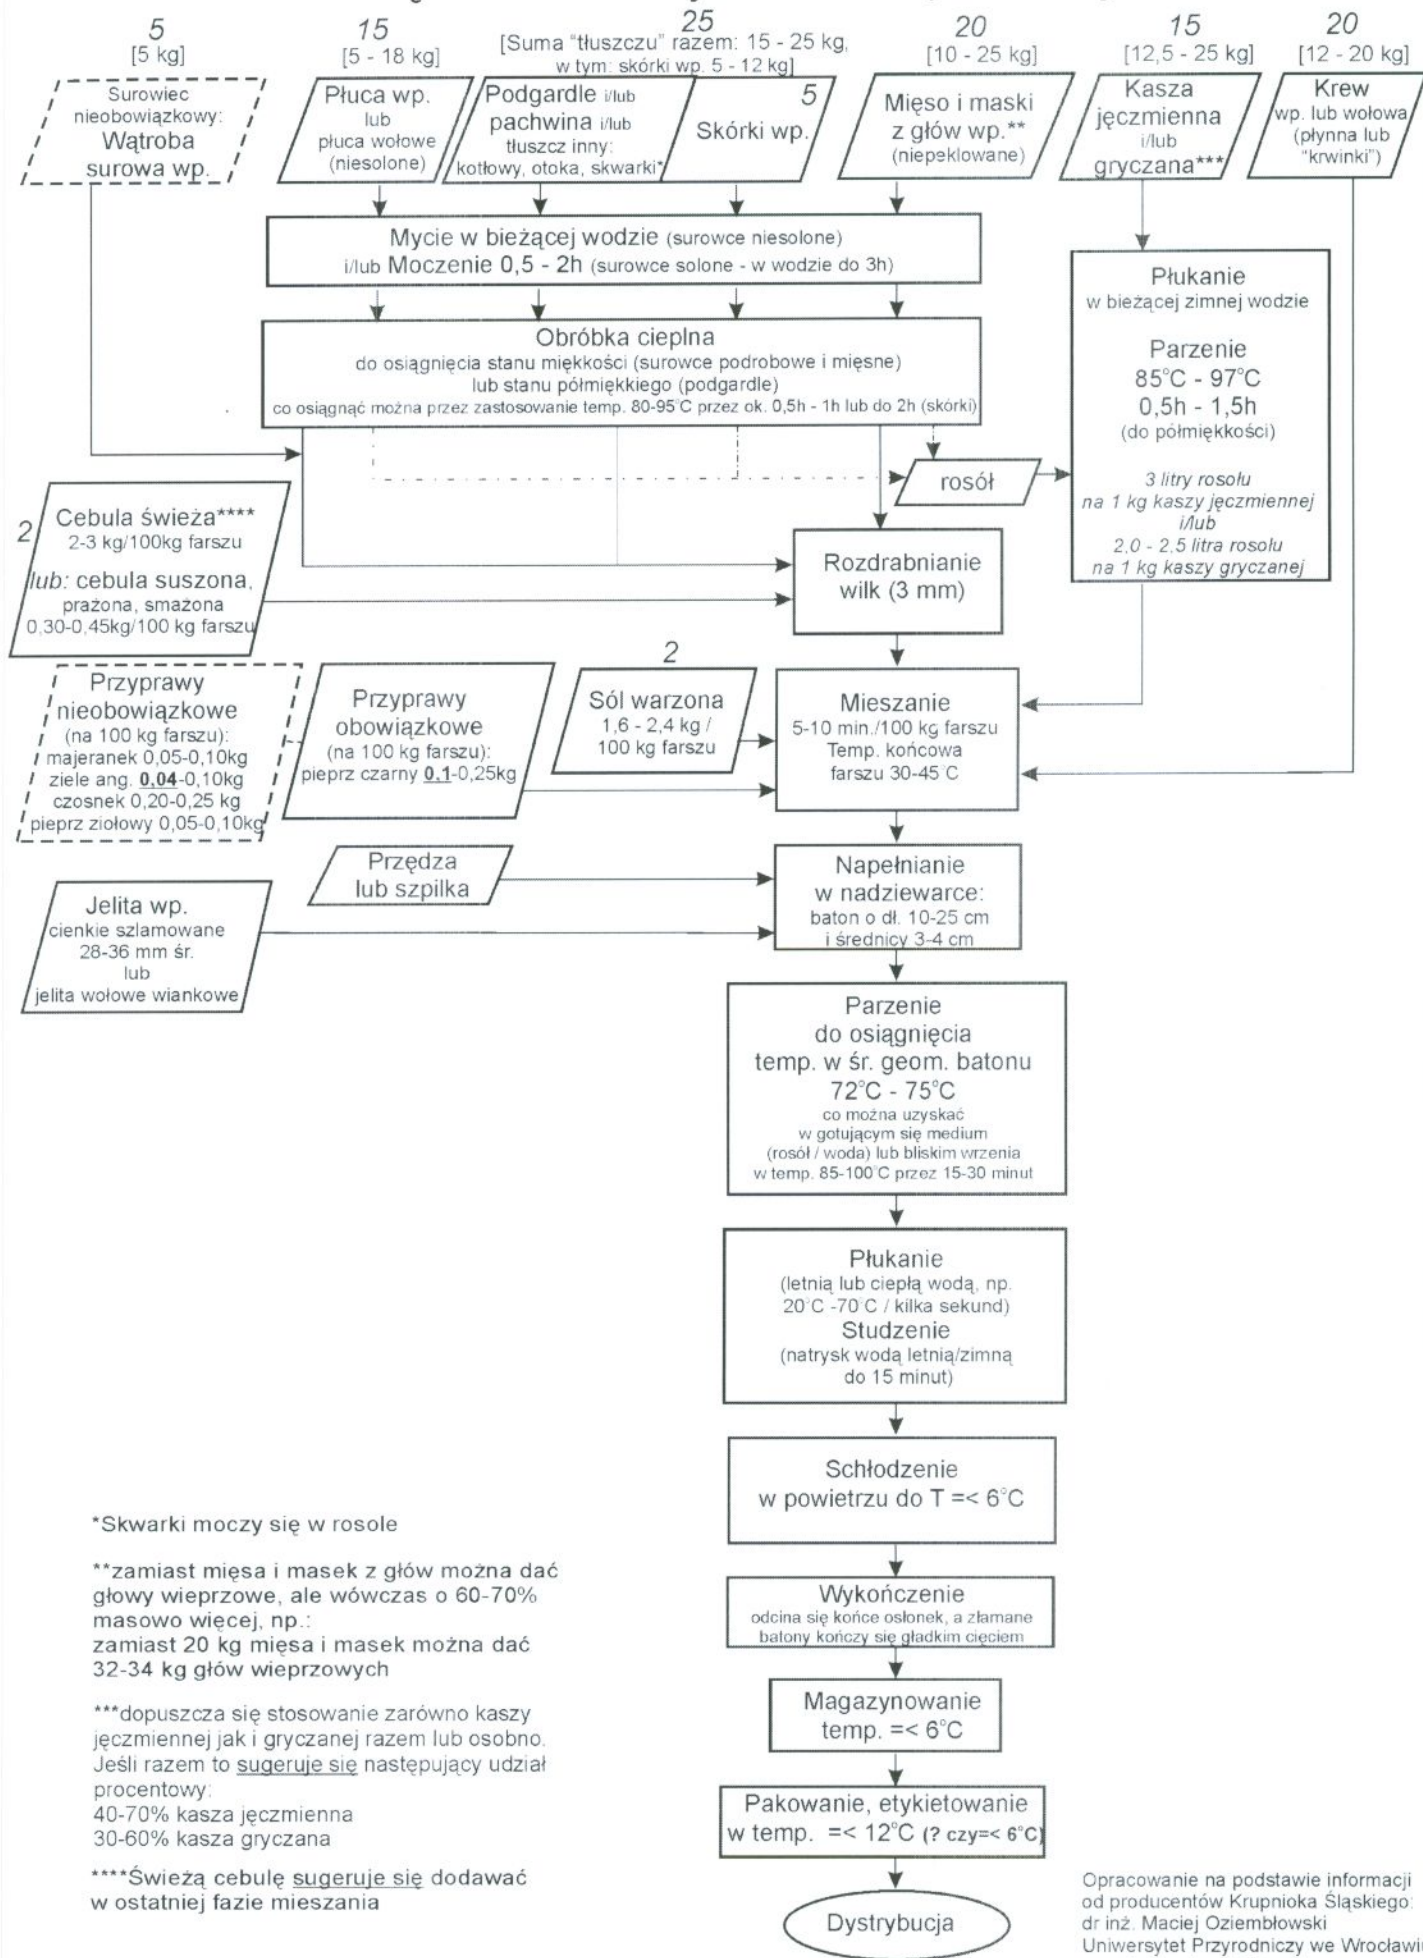 5
[5 kg]
15
[5 - 18 kg]
25
[Suma "tłuszczu" razem: 15 - 25 kg,
w tym: skórki wp. 5 - 12 kg]
20
[10 - 25 kg]
15
[12,5 - 25 kg]
20
[12 - 20 kg]
Surowiec
nieobowiązkowy:
Wątroba
surowa wp.
Płuca wp.
lub
płuca wołowe
(niesolone)
Podgardle i/lub
pachwina i/lub
tłuszcz inny:
kotłowy, otoka, skwarki*
5
Skórki wp.
Mięso i maski
z głów wp.**
(niepeklowane)
Kasza
jęczmienna
i/lub
gryczana***
Krew
wp. lub wołowa
(płynna lub
"krwinki")
Mycie w bieżącej wodzie (surowce niesolone)
i/lub Moczenie 0,5 - 2h (surowce solone - w wodzie do 3h)
Obróbka cieplna
do osiągnięcia stanu miękkości (surowce podrobowe i mięsne)
lub stanu półmiękkiego (podgardle)
co osiągnąć można przez zastosowanie temp. 80-95°C przez ok. 0,5h - 1h lub do 2h (skórki)
Płukanie
w bieżącej zimnej wodzie
Parzenie
85°C - 97°C
0,5h - 1,5h
(do półmiękkości)
3 litry rosołu
na 1 kg kaszy jęczmiennej
i/lub
2,0 - 2,5 litra rosołu
na 1 kg kaszy gryczanej
rosół
2
Cebula świeża****
2-3 kg/100kg farszu
lub: cebula suszona,
prażona, smażona
0,30-0,45kg/100 kg farszu
Rozdrabnianie
wilk (3 mm)
Przyprawy
nieobowiązkowe
(na 100 kg farszu):
majeranek 0,05-0,10kg
ziele ang. 0,04-0,10kg
czosnek 0,20-0,25 kg
pieprz ziołowy 0,05-0,10kg
Przyprawy
obowiązkowe
(na 100 kg farszu):
pieprz czarny 0,1-0,25kg
2
Sól warzona
1,6 - 2,4 kg /
100 kg farszu
Mieszanie
5-10 min./100 kg farszu
Temp. końcowa
farszu 30-45°C
Przędza
lub szpilka
Napełnianie
w nadziewarce:
baton o dł. 10-25 cm
i średnicy 3-4 cm
Jelita wp.
cienkie szlamowane
28-36 mm śr.
lub
jelita wołowe wiankowe
Parzenie
do osiągnięcia
temp. w śr. geom. batonu
72°C - 75°C
co można uzyskać
w gotującym się medium
(rosół / woda) lub bliskim wrzenia
w temp. 85-100°C przez 15-30 minut
Płukanie
(letnią lub ciepłą wodą, np.
20°C -70°C / kilka sekund)
Studzenie
(natrysk wodą letnią/zimną
do 15 minut)
Schłodzenie
w powietrzu do T =< 6°C
Wykończenie
odcina się końce osłonek, a złamane
batony kończy się gładkim cięciem
Magazynowanie
temp. =< 6°C
Pakowanie, etykietowanie
w temp. =< 12°C (? czy=< 6°C)
Dystrybucja
*Skwarki moczy się w rosole
**zamiast mięsa i masek z głów można dać
głowy wieprzowe, ale wówczas o 60-70%
masowo więcej, np.:
zamiast 20 kg mięsa i masek można dać
32-34 kg głów wieprzowych
***dopuszcza się stosowanie zarówno kaszy
jęczmiennej jak i gryczanej razem lub osobno.
Jeśli razem to sugeruje się następujący udział
procentowy:
40-70% kasza jęczmienna
30-60% kasza gryczana
****Świeżą cebulę sugeruje się dodawać
w ostatniej fazie mieszania
Opracowanie na podstawie informacji
od producentów Krupnioka Śląskiego:
dr inż. Maciej Oziembłowski
Uniwersytet Przyrodniczy we Wrocławiu